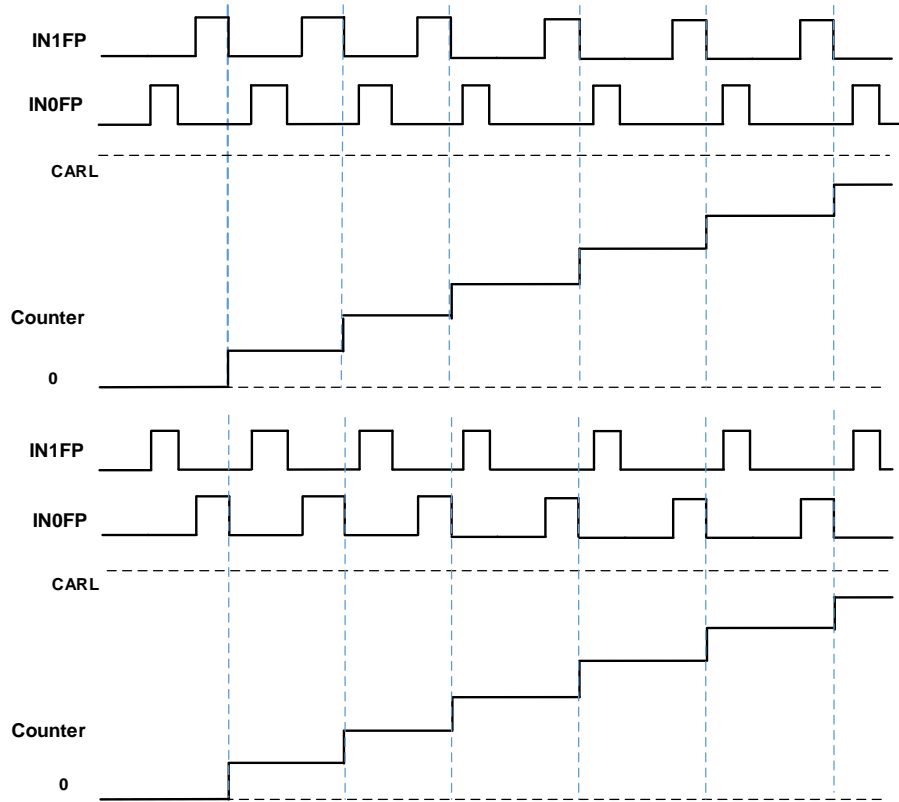 IN1FP
IN0FP
CARL
Counter
0
IN1FP
IN0FP
CARL
Counter
0